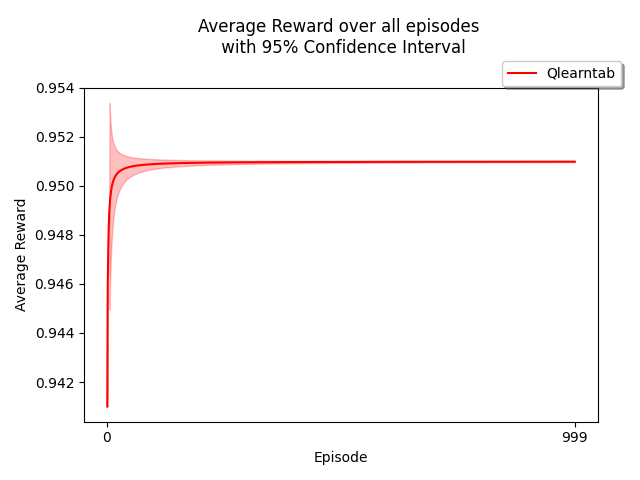 Average Reward over all episodes
with 95% Confidence Interval
Qlearntab
0.954
0.952
0.950
0.948
0.946
0.944
0.942
Average Reward
0
999
Episode